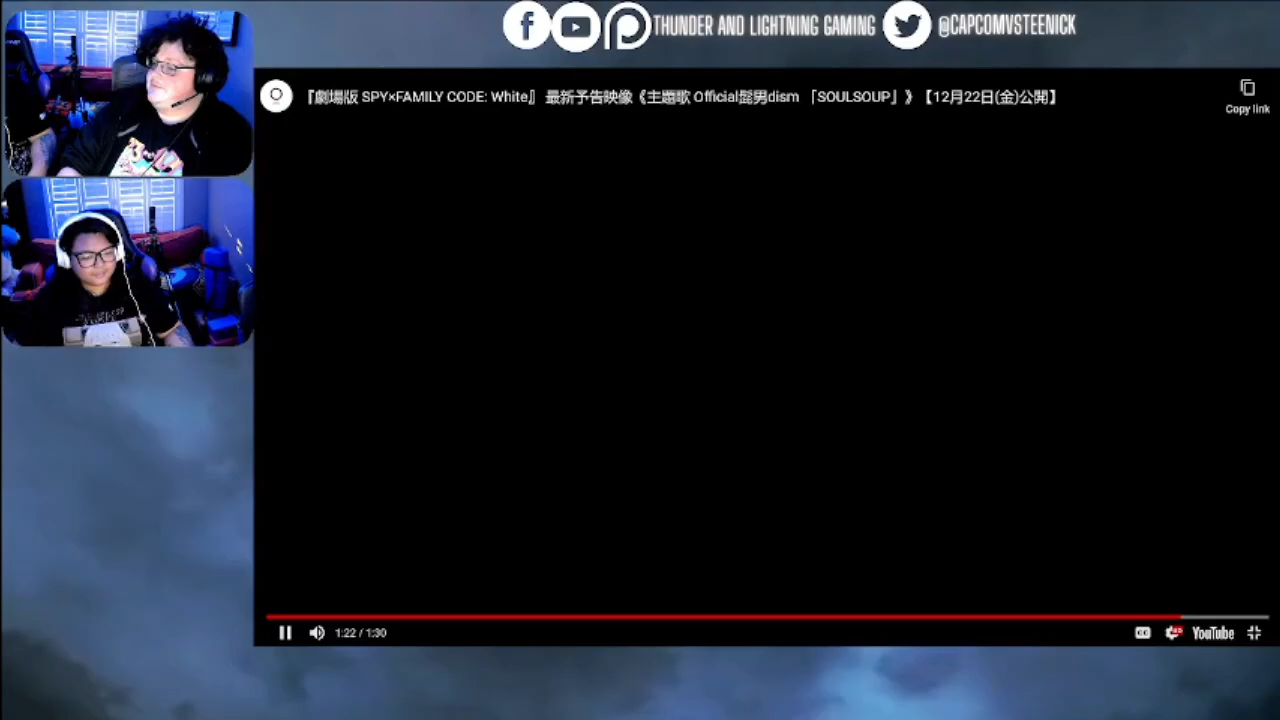 THUNDER AND LIGHTNING GAMING @CAPCOMVSTEENICK
『劇場版 SPY×FAMILY CODE: White』 最新予告映像《主題歌 Official髭男dism 「SOULSOUP」》【12月22日(金)公開】
Copy link
1:22 / 1:30
CC
YouTube